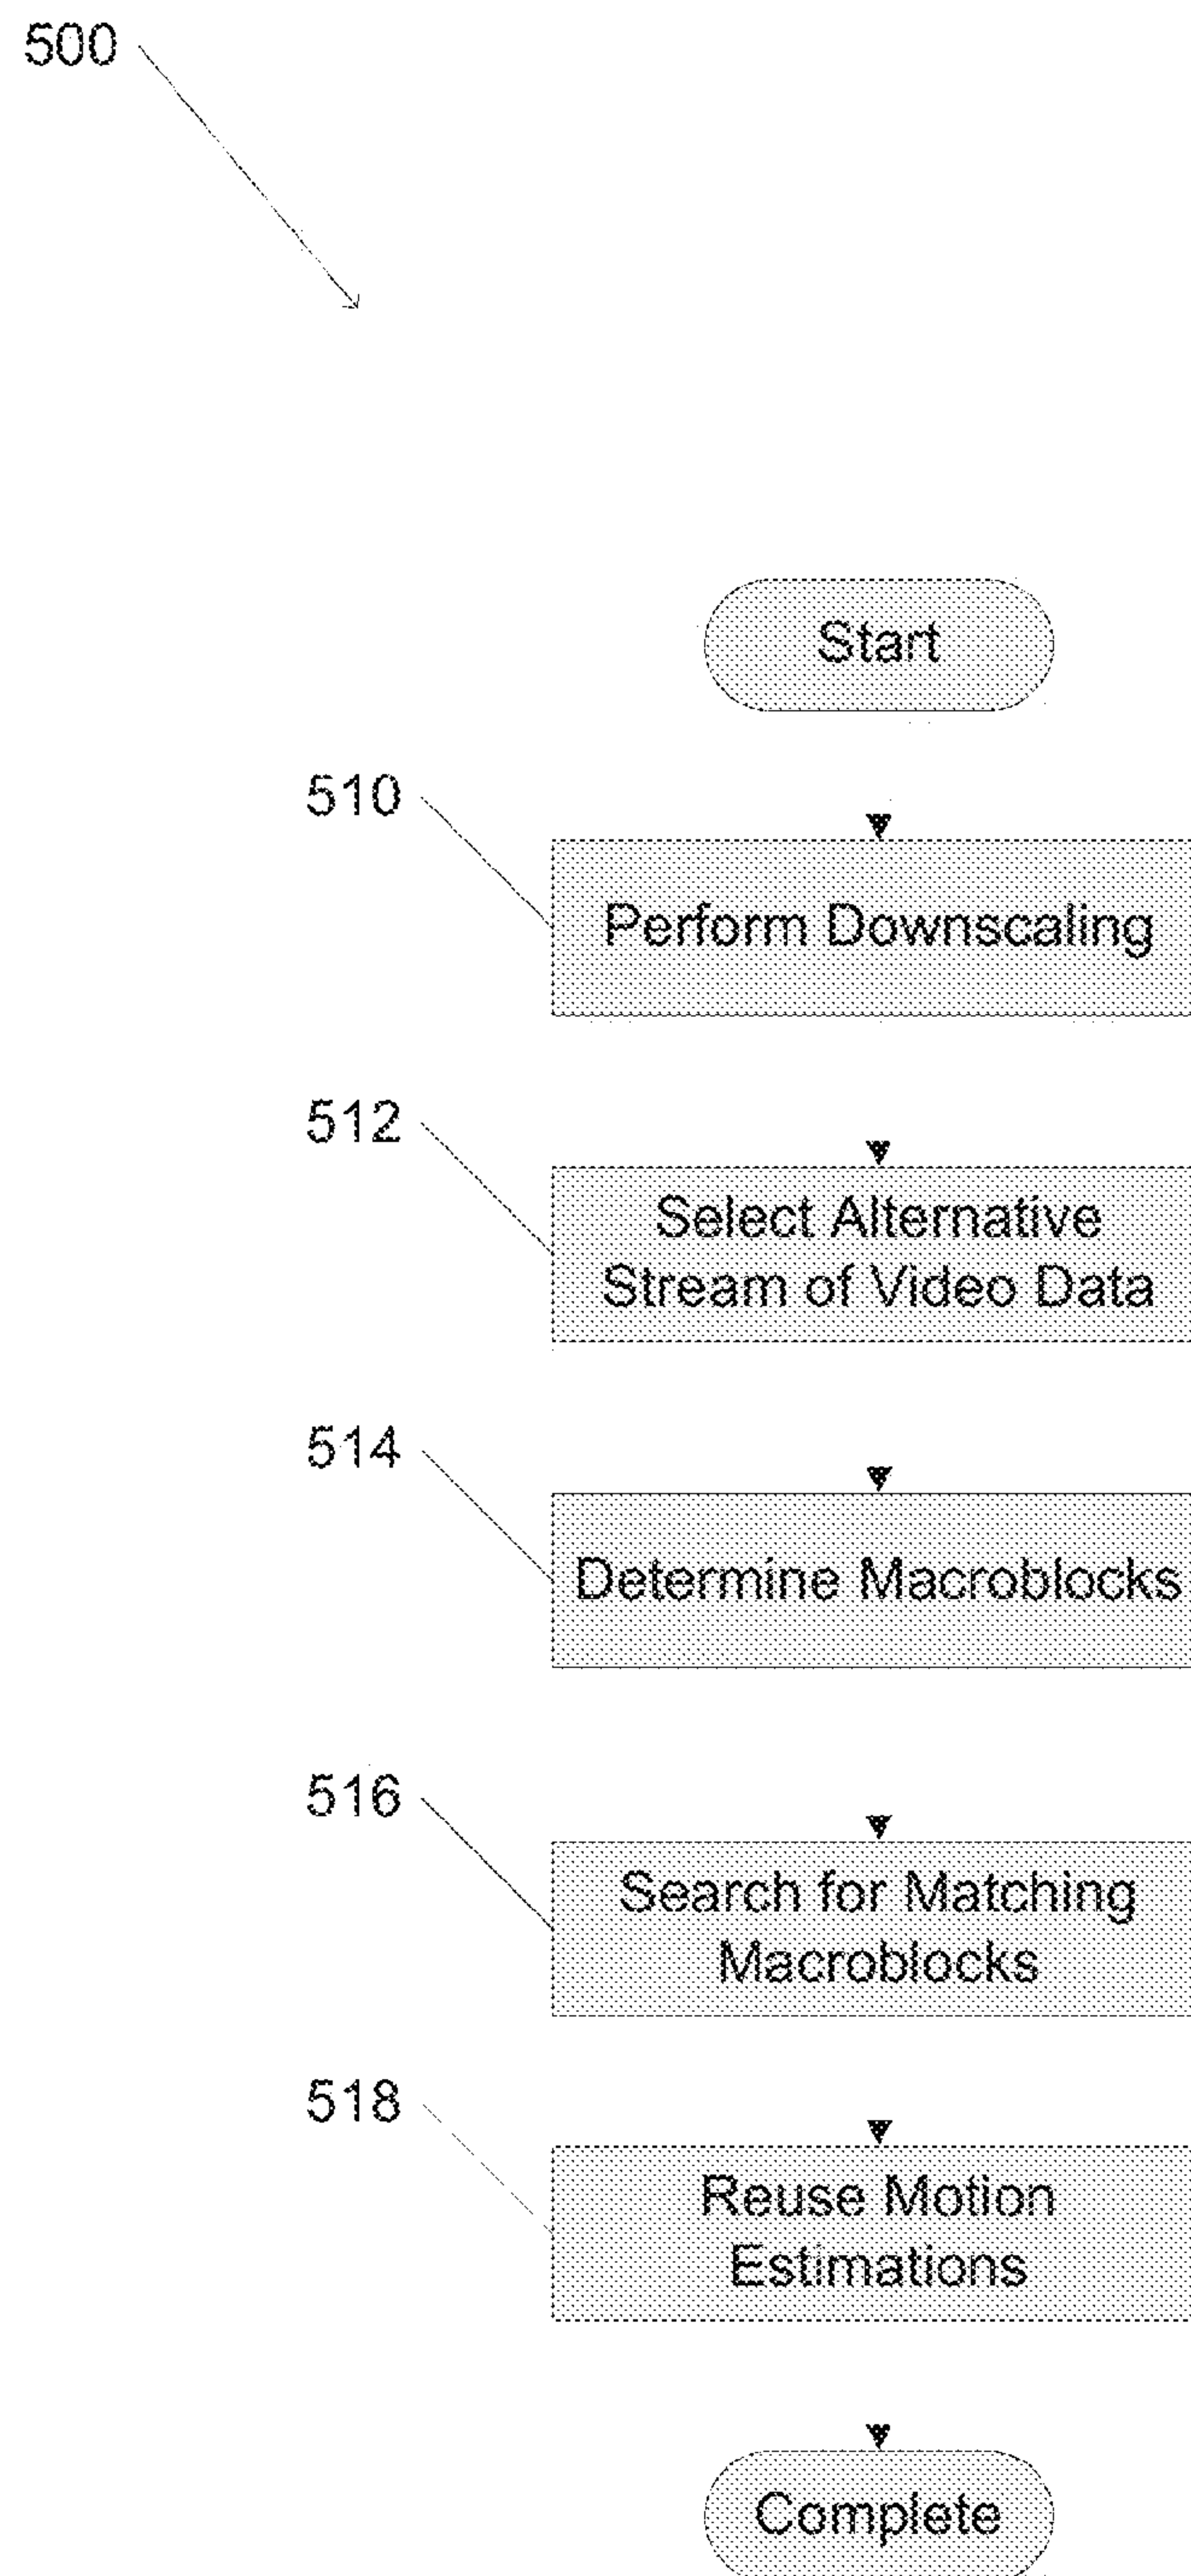 500
Start
510
Perform Downscaling
512
Select Alternative
Stream of Video Data
514
Determine Macroblocks
516
Search for Matching
Macroblocks
518
Reuse Motion
Estimations
Complete